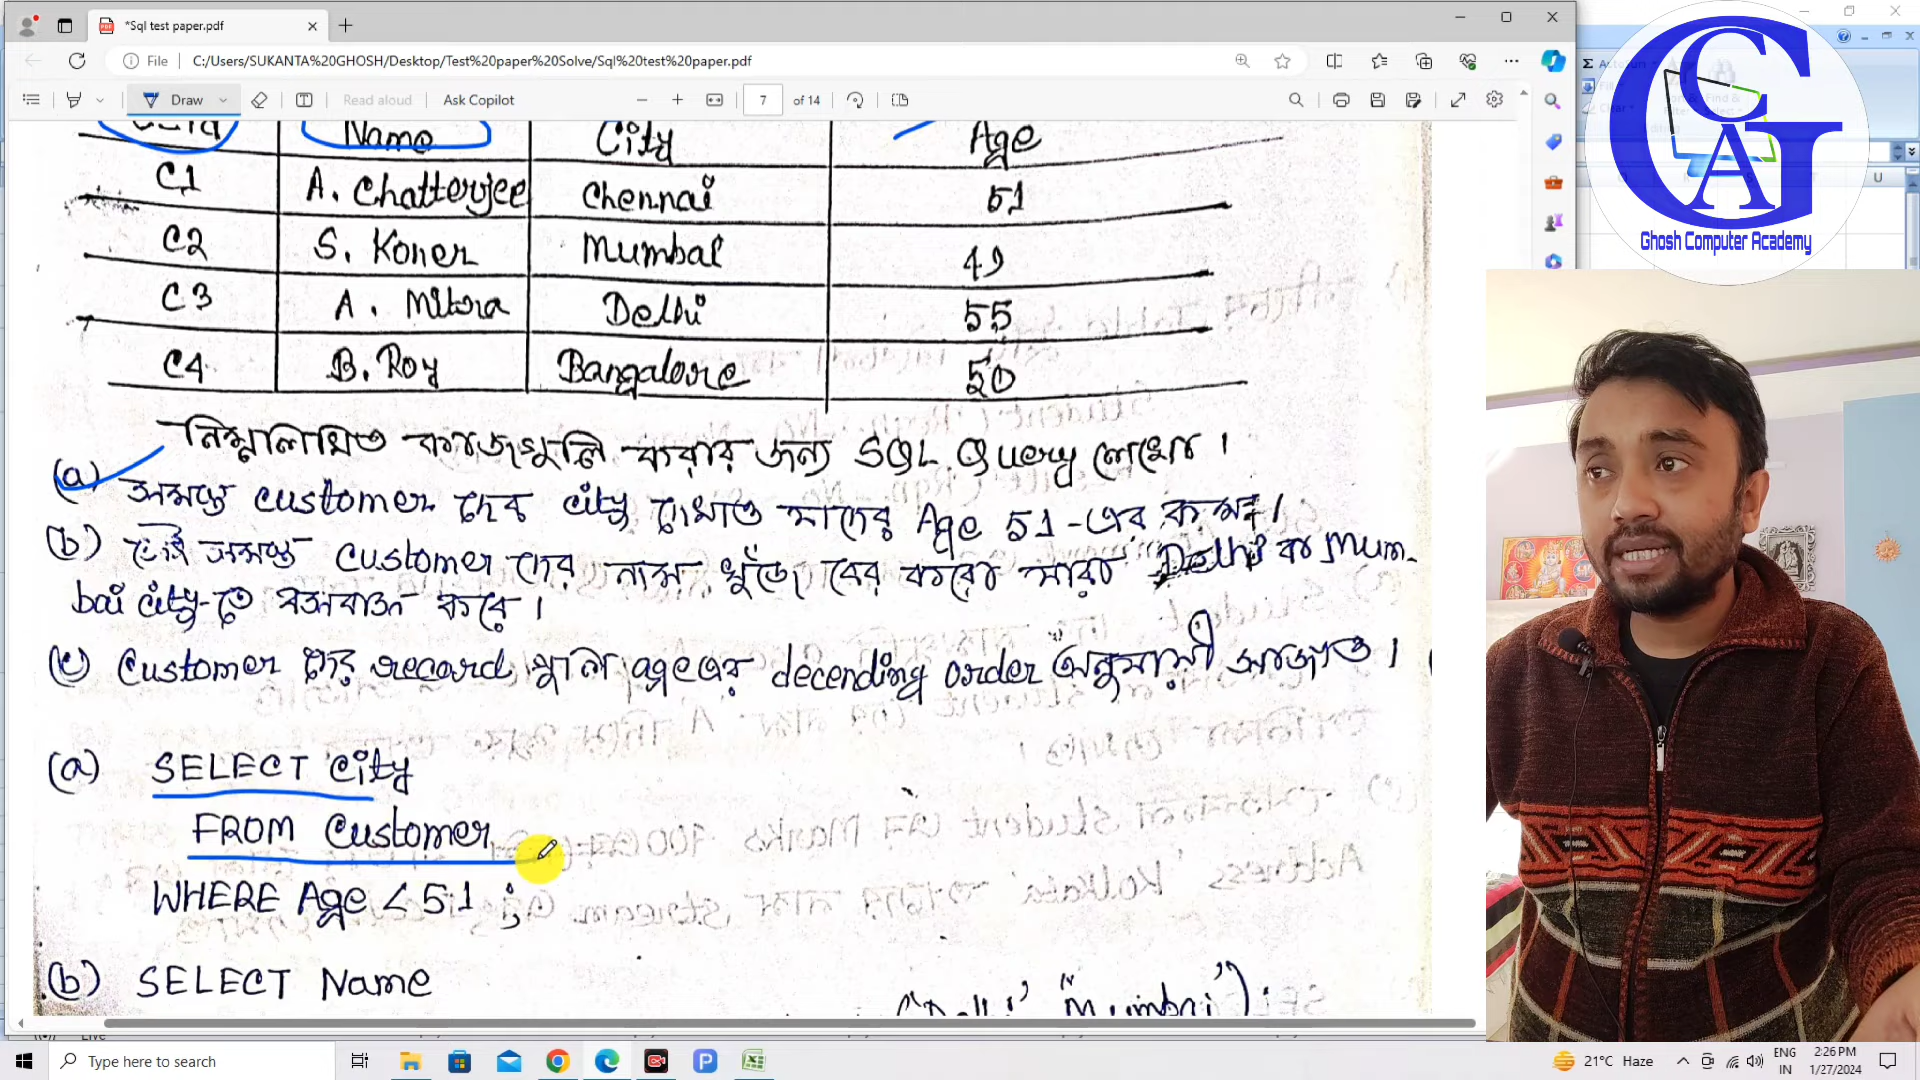 *Sql test paper.pdf
File C:/Users/SUKANTA%20GHOSH/Desktop/Test%20paper%20Solve/Sql%20test%20paper.pdf
Draw Read aloud Ask Copilot 7 of 14
Name City Age
C1 A. Chatterjee Chennai 51
C2 S. Koner Mumbai 49
C3 A. Mitra Delhi 55
C4 B. Roy Bangalore 50
নিম্নলিখিত কাজগুলি করার জন্য SQL Query লেখো।
(a) সমস্ত customer দের city দেখাও যাদের Age 51-এর কম।
(b) সেই সমস্ত customer দের নাম খুঁজে বের করো যারা Delhi বা Mum-
bai city-তে বসবাস করে।
(c) Customer দের record গুলি age এর decending order অনুযায়ী সাজাও।
(a) SELECT City
FROM Customer
WHERE Age < 51 ;
(b) SELECT Name
('Delhi' "Mumbai');
Ghosh Computer Academy
U
Type here to search
21°C Haze
ENG
IN
2:26 PM
1/27/2024